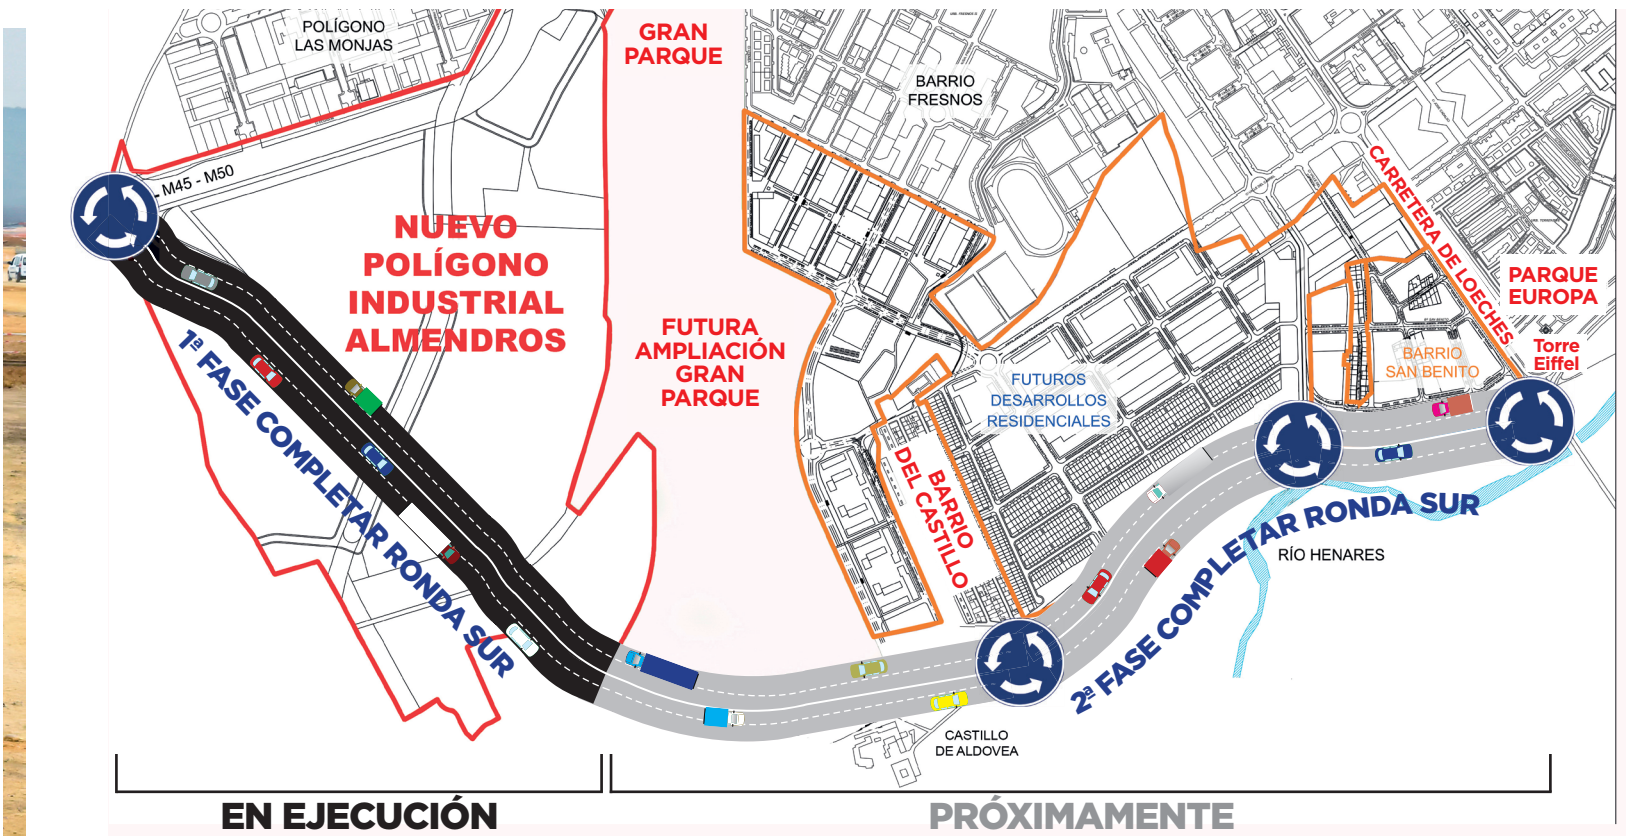 POLÍGONO
LAS MONJAS
GRAN
PARQUE
BARRIO
FRESNOS
M45 - M50
NUEVO
POLÍGONO
INDUSTRIAL
ALMENDROS
CARRETERA DE LOECHES
PARQUE
EUROPA
Torre
Eiffel
FUTURA
AMPLIACIÓN
GRAN
PARQUE
BARRIO
SAN BENITO
FUTUROS
DESARROLLOS
RESIDENCIALES
BARRIO
DEL CASTILLO
1ª FASE COMPLETAR RONDA SUR
2ª FASE COMPLETAR RONDA SUR
RÍO HENARES
CASTILLO
DE ALDOVEA
EN EJECUCIÓN
PRÓXIMAMENTE